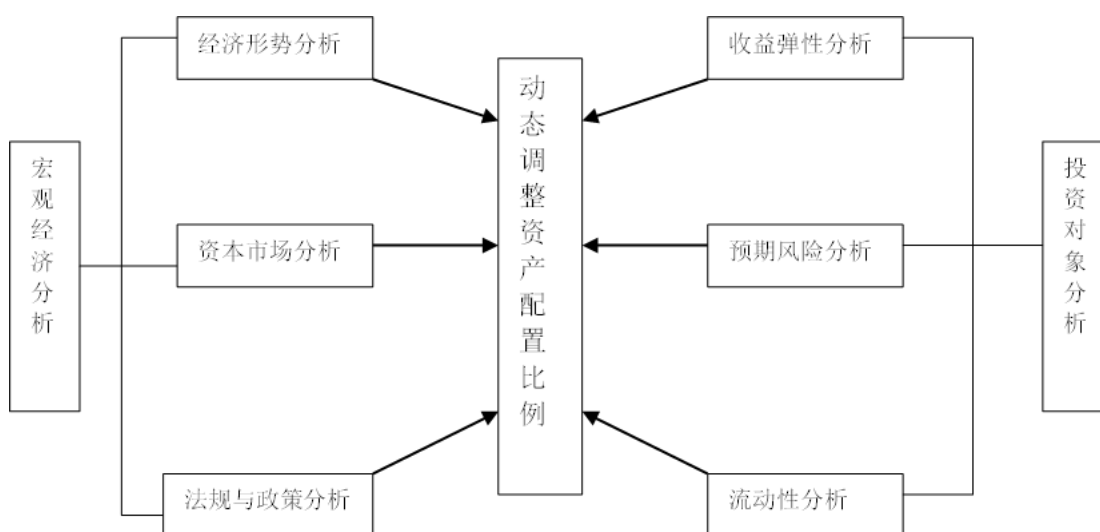 经济形势分析
收益弹性分析
宏观经济分析
动态调整资产配置比例
投资对象分析
资本市场分析
预期风险分析
法规与政策分析
流动性分析